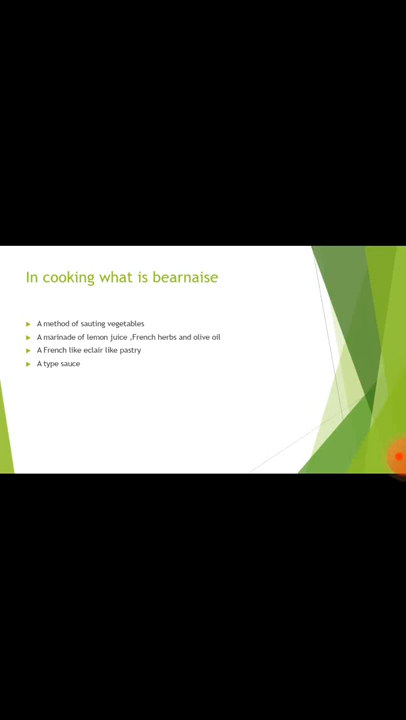 In cooking what is bearnaise
A method of sauting vegetables
A marinade of lemon juice ,French herbs and olive oil
A French like eclair like pastry
A type sauce